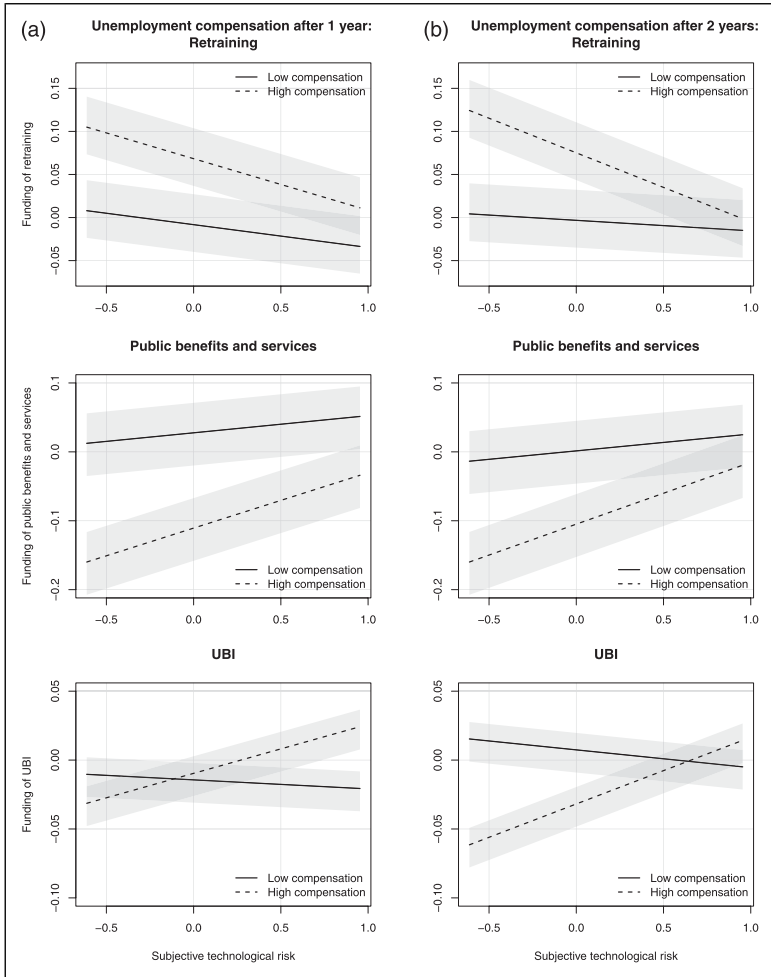 (a)
Unemployment compensation after 1 year:
Retraining
Funding of retraining
0.15
0.10
0.05
0.00
−0.05
Low compensation
High compensation
−0.5
0.0
0.5
1.0
(b)
Unemployment compensation after 2 years:
Retraining
0.15
0.10
0.05
0.00
−0.05
Low compensation
High compensation
−0.5
0.0
0.5
1.0
Public benefits and services
Funding of public benefits and services
0.1
0.0
−0.1
−0.2
Low compensation
High compensation
−0.5
0.0
0.5
1.0
Public benefits and services
0.1
0.0
−0.1
−0.2
Low compensation
High compensation
−0.5
0.0
0.5
1.0
UBI
Funding of UBI
0.05
0.00
−0.05
−0.10
Low compensation
High compensation
−0.5
0.0
0.5
1.0
Subjective technological risk
UBI
0.05
0.00
−0.05
−0.10
Low compensation
High compensation
−0.5
0.0
0.5
1.0
Subjective technological risk